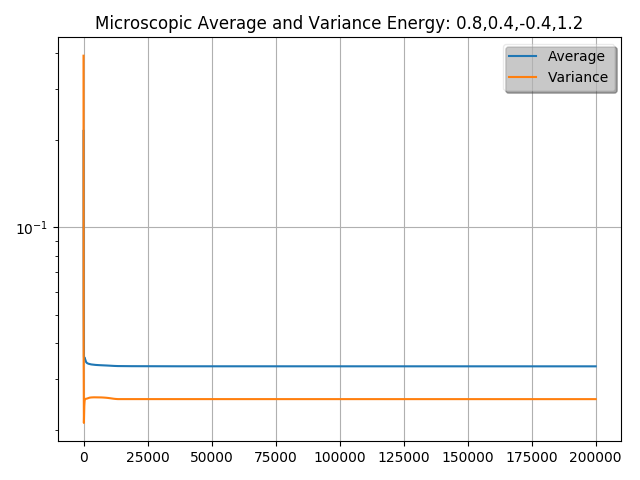 Microscopic Average and Variance Energy: 0.8,0.4,-0.4,1.2
Average
Variance
10⁻¹
0 25000 50000 75000 100000 125000 150000 175000 200000